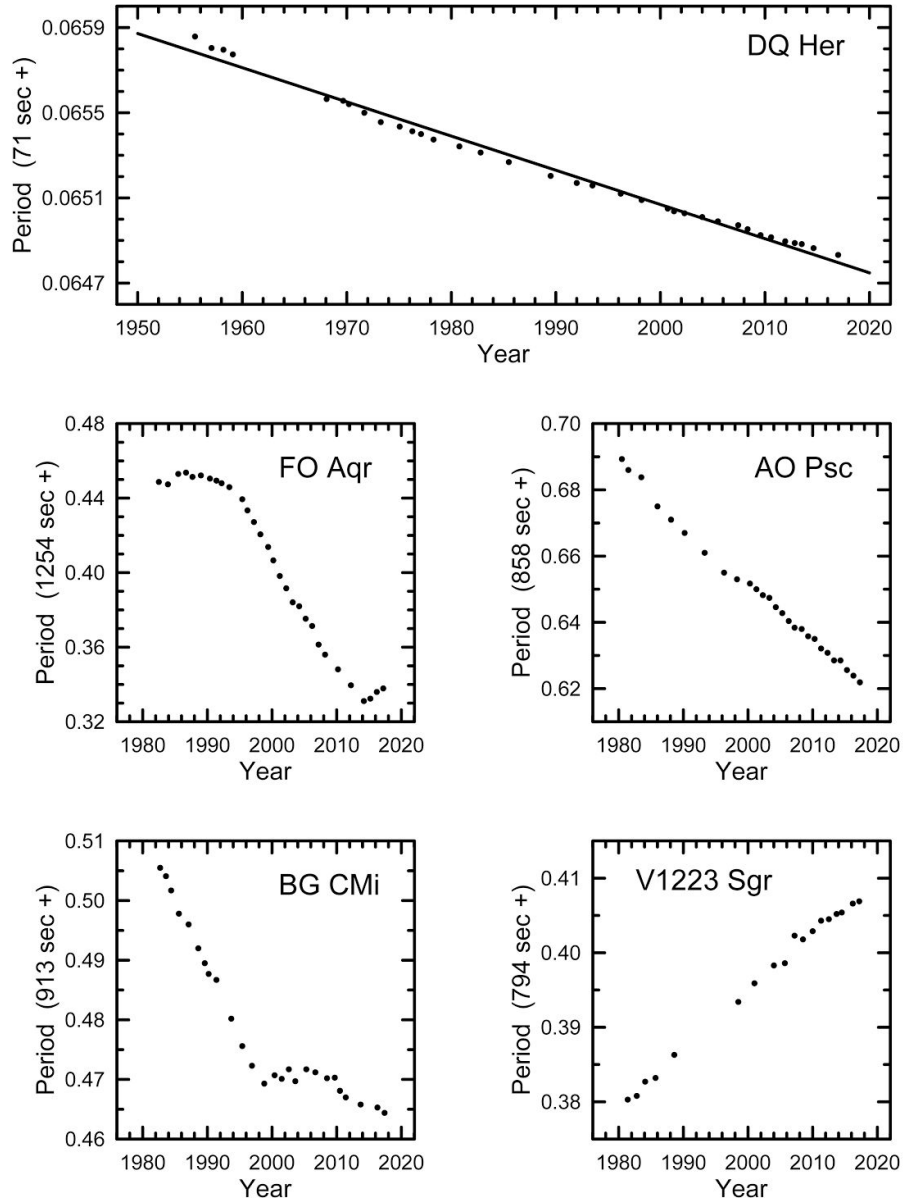 DQ Her
Period (71 sec +)
0.0659
0.0655
0.0651
0.0647
1950 1960 1970 1980 1990 2000 2010 2020
Year
FO Aqr
Period (1254 sec +)
0.48
0.44
0.40
0.36
0.32
1980 1990 2000 2010 2020
Year
AO Psc
Period (858 sec +)
0.70
0.68
0.66
0.64
0.62
1980 1990 2000 2010 2020
Year
BG CMi
Period (913 sec +)
0.51
0.50
0.49
0.48
0.47
0.46
1980 1990 2000 2010 2020
Year
V1223 Sgr
Period (794 sec +)
0.41
0.40
0.39
0.38
1980 1990 2000 2010 2020
Year